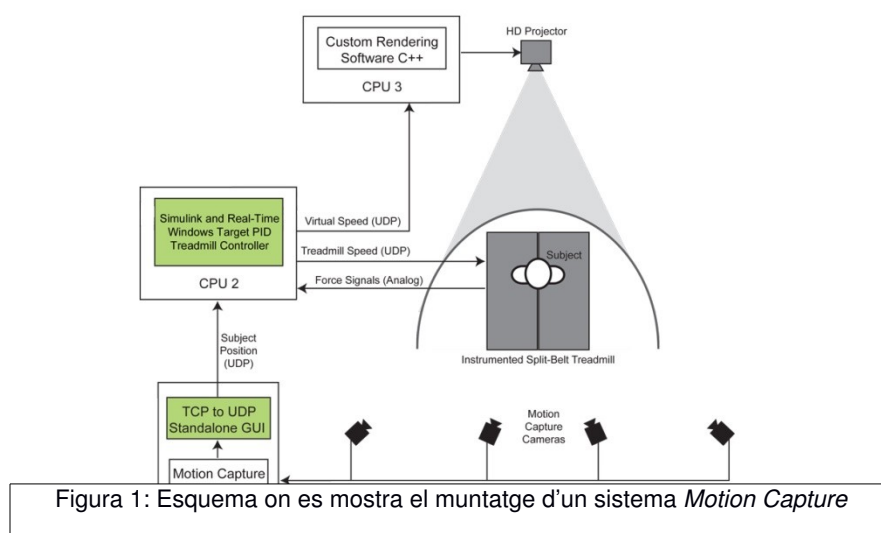 HD Projector
Custom Rendering
Software C++
CPU 3
Simulink and Real-Time
Windows Target PID
Treadmill Controller
CPU 2
Virtual Speed (UDP)
Treadmill Speed (UDP)
Force Signals (Analog)
Subject
Instrumented Split-Belt Treadmill
Subject
Position
(UDP)
TCP to UDP
Standalone GUI
Motion Capture
Motion
Capture
Cameras
Figura 1: Esquema on es mostra el muntatge d'un sistema Motion Capture